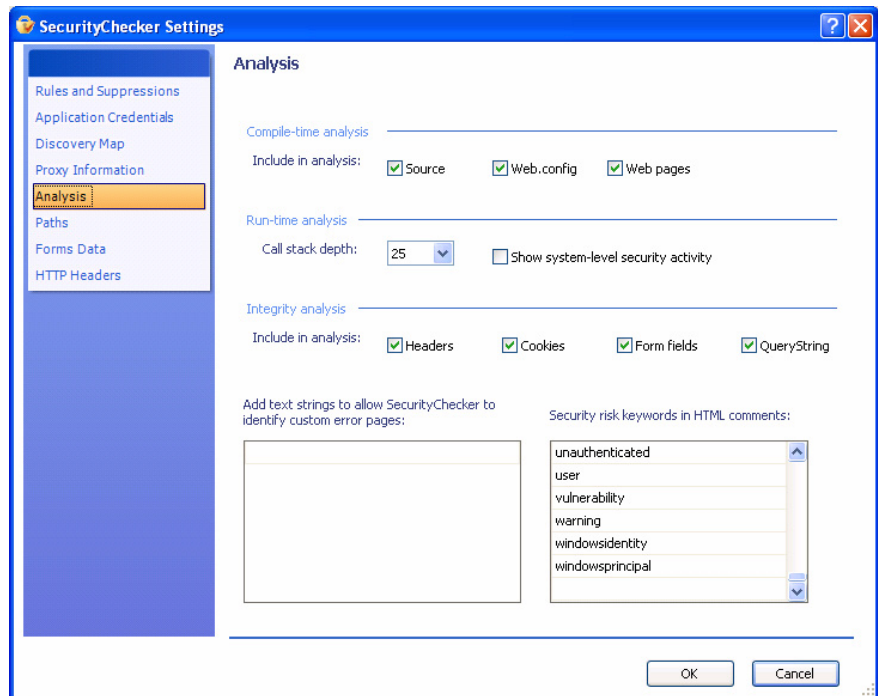 SecurityChecker Settings
Rules and Suppressions
Application Credentials
Discovery Map
Proxy Information
Analysis
Paths
Forms Data
HTTP Headers
Analysis
Compile-time analysis
Include in analysis:
Source
Web.config
Web pages
Run-time analysis
Call stack depth:
25
Show system-level security activity
Integrity analysis
Include in analysis:
Headers
Cookies
Form fields
QueryString
Add text strings to allow SecurityChecker to
identify custom error pages:
Security risk keywords in HTML comments:
unauthenticated
user
vulnerability
warning
windowsidentity
windowsprincipal
OK
Cancel